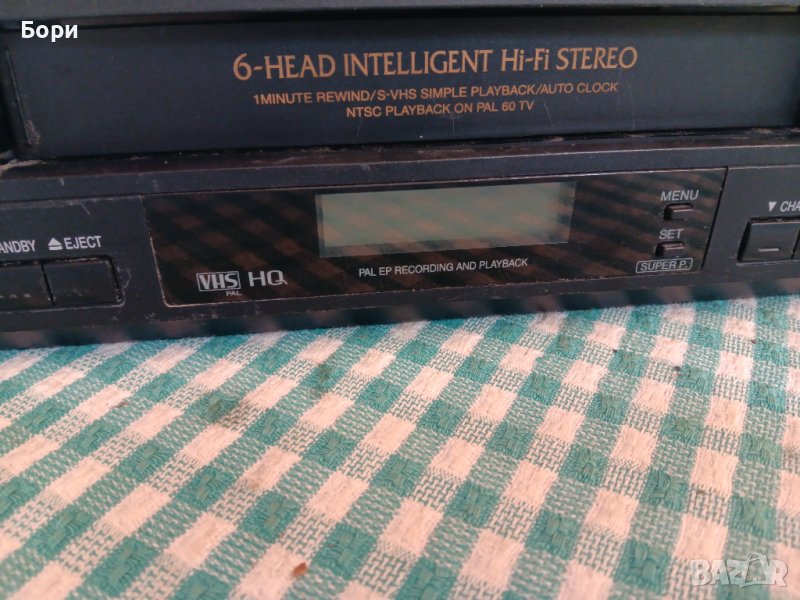 Бори
6-HEAD INTELLIGENT Hi-Fi STEREO
1MINUTE REWIND/S-VHS SIMPLE PLAYBACK/AUTO CLOCK
NTSC PLAYBACK ON PAL 60 TV
MENU
▼ CHA
ANDBY ⏏ EJECT
SET
PAL EP RECORDING AND PLAYBACK
SUPER P.
VHS HQ
PAL
BAZAR